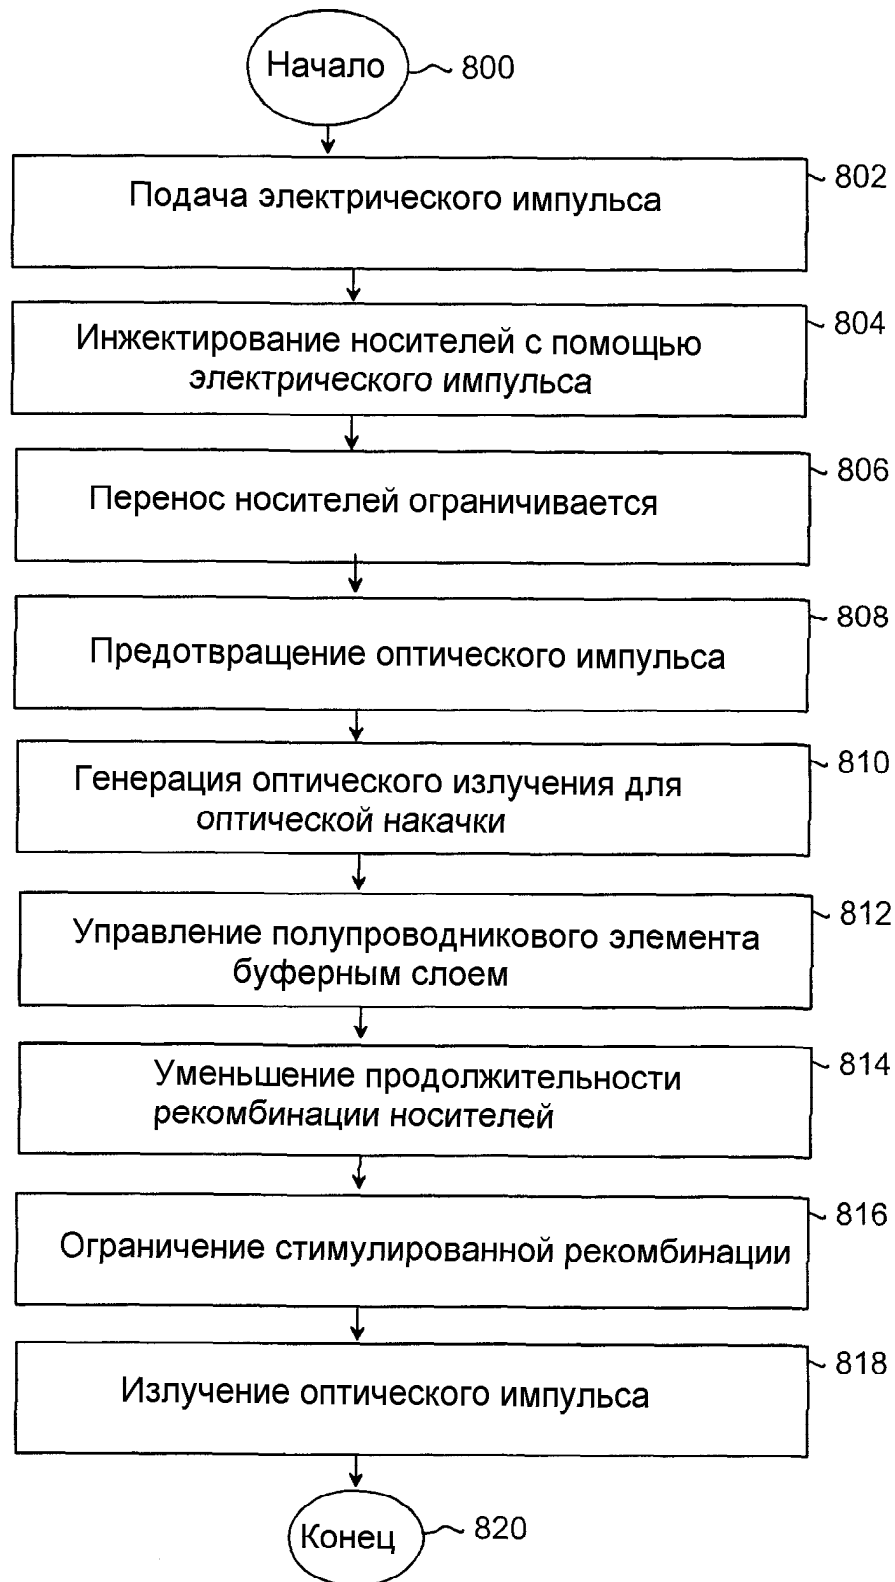 Начало 800
Подача электрического импульса 802
Инжектирование носителей с помощью
электрического импульса
804
Перенос носителей ограничивается 806
Предотвращение оптического импульса 808
Генерация оптического излучения для
оптической накачки
810
Управление полупроводникового элемента
буферным слоем
812
Уменьшение продолжительности
рекомбинации носителей
814
Ограничение стимулированной рекомбинации 816
Излучение оптического импульса 818
Конец 820